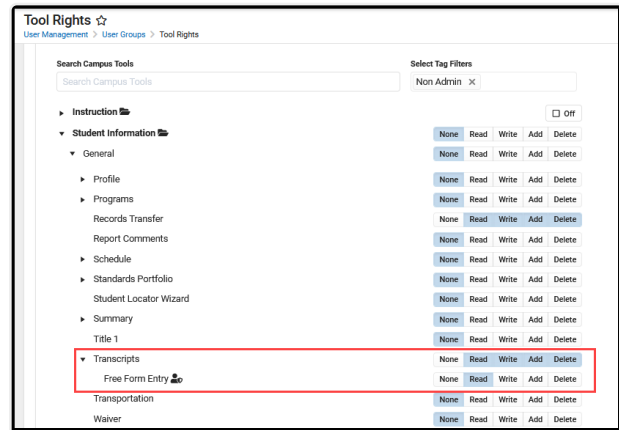 Tool Rights
User Management > User Groups > Tool Rights
Search Campus Tools Select Tag Filters
Search Campus Tools Non Admin ×
Instruction Off
Student Information None Read Write Add Delete
General None Read Write Add Delete
Profile None Read Write Add Delete
Programs None Read Write Add Delete
Records Transfer None Read Write Add Delete
Report Comments None Read Write Add Delete
Schedule None Read Write Add Delete
Standards Portfolio None Read Write Add Delete
Student Locator Wizard None Read Write Add Delete
Summary None Read Write Add Delete
Title 1 None Read Write Add Delete
Transcripts None Read Write Add Delete
Free Form Entry None Read Write Add Delete
Transportation None Read Write Add Delete
Waiver None Read Write Add Delete